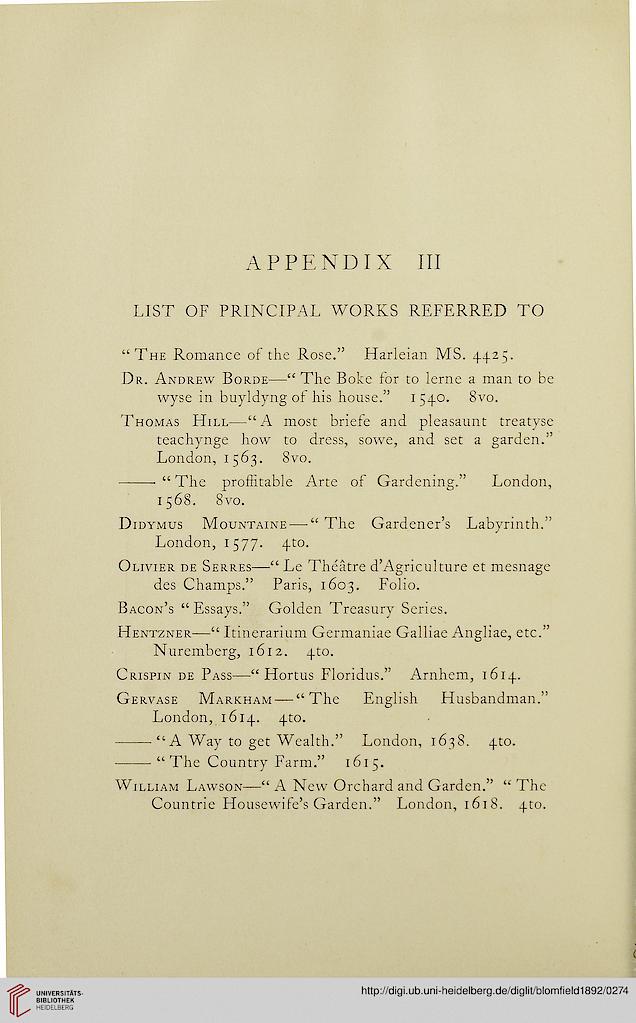 APPENDIX III
LIST OF PRINCIPAL WORKS REFERRED TO
“ The Romance of the Rose.” Harleian MS. 4425.
Dr. Andrew Borde—“ The Boke for to lerne a man to be
wyse in buyldyng of his house.” 1540. 8vo.
Thomas Hill—“ A most briefe and pleasaunt treatyse
teachynge how to dress, sowe, and set a garden.”
London, 1563. 8vo.
—— “ The proffitable Arte of Gardening.” London,
1568. 8vo.
Didymus Mountaine—“ The Gardener’s Labyrinth.”
London, 1577. 4to.
Olivier de Serres—“ Le Théâtre d’Agriculture et mesnage
des Champs.” Paris, 1603. Folio.
Bacon’s “ Essays.” Golden Treasury Series.
Hentzner—“ Itinerarium Germaniae Galliae Angliae, etc.”
Nuremberg, 1612. 4to.
Crispin de Pass—“ Hortus Floridus.” Arnhem, 1614.
Gervase Markham—“ The English Husbandman.”
London, 1614. 4to.
—— “ A Way to get Wealth.” London, 1638. 4to.
—— “ The Country Farm.” 1615.
William Lawson—“ A New Orchard and Garden.” “ The
Countrie Housewife’s Garden.” London, 1618. 4to.
UNIVERSITÄTS-
BIBLIOTHEK
HEIDELBERG
http://digi.ub.uni-heidelberg.de/diglit/blomfield1892/0274